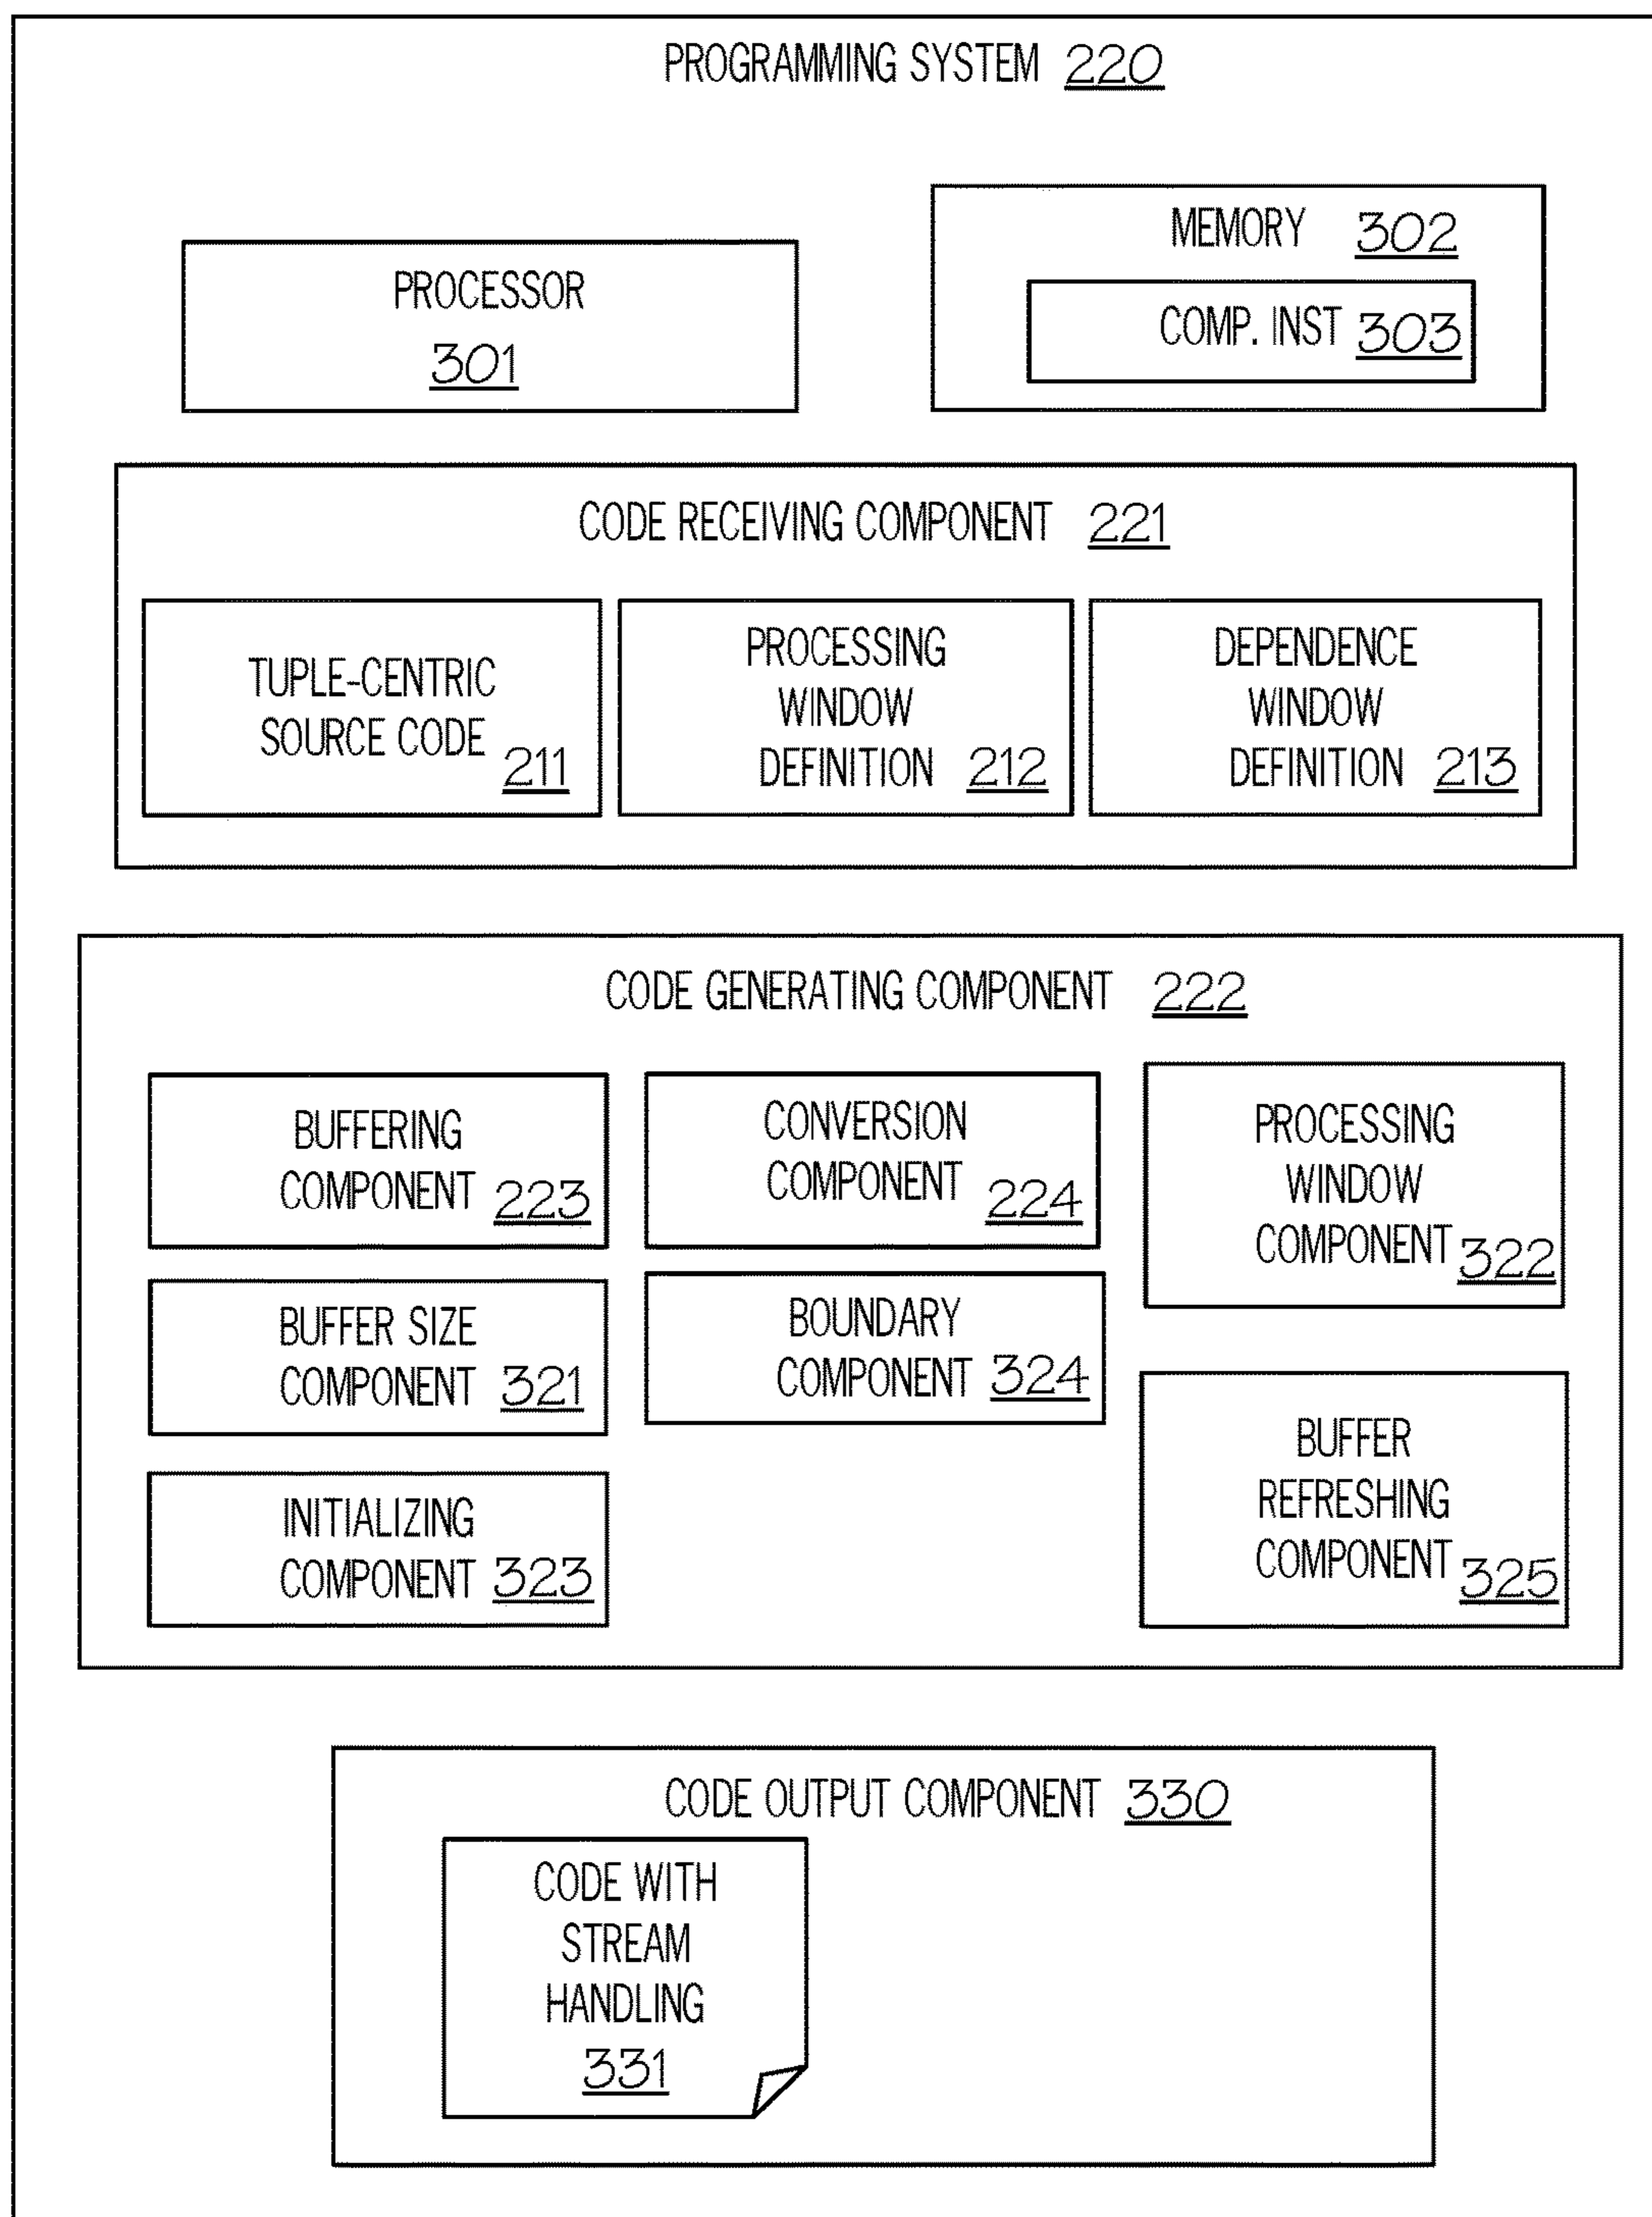 PROGRAMMING SYSTEM 220
PROCESSOR
301
MEMORY 302
COMP. INST 303
CODE RECEIVING COMPONENT 221
TUPLE-CENTRIC
SOURCE CODE 211
PROCESSING
WINDOW
DEFINITION 212
DEPENDENCE
WINDOW
DEFINITION 213
CODE GENERATING COMPONENT 222
BUFFERING
COMPONENT 223
CONVERSION
COMPONENT 224
PROCESSING
WINDOW
COMPONENT 322
BUFFER SIZE
COMPONENT 321
BOUNDARY
COMPONENT 324
INITIALIZING
COMPONENT 323
BUFFER
REFRESHING
COMPONENT 325
CODE OUTPUT COMPONENT 330
CODE WITH
STREAM
HANDLING
331